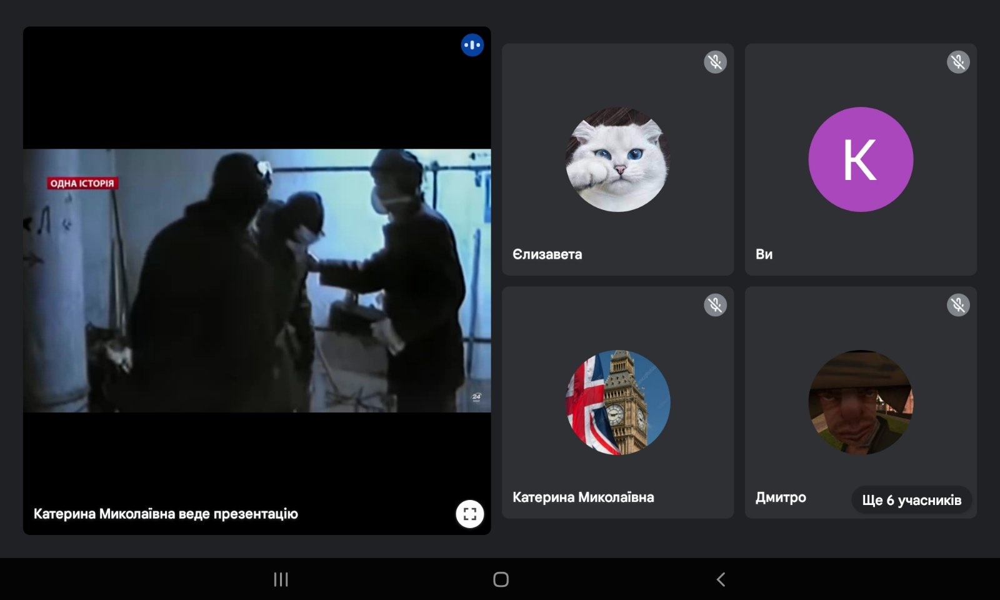 ОДНА ІСТОРІЯ
24
Катерина Миколаївна веде презентацію
Єлизавета
K
Ви
Катерина Миколаївна
Дмитро
Ще 6 учасників